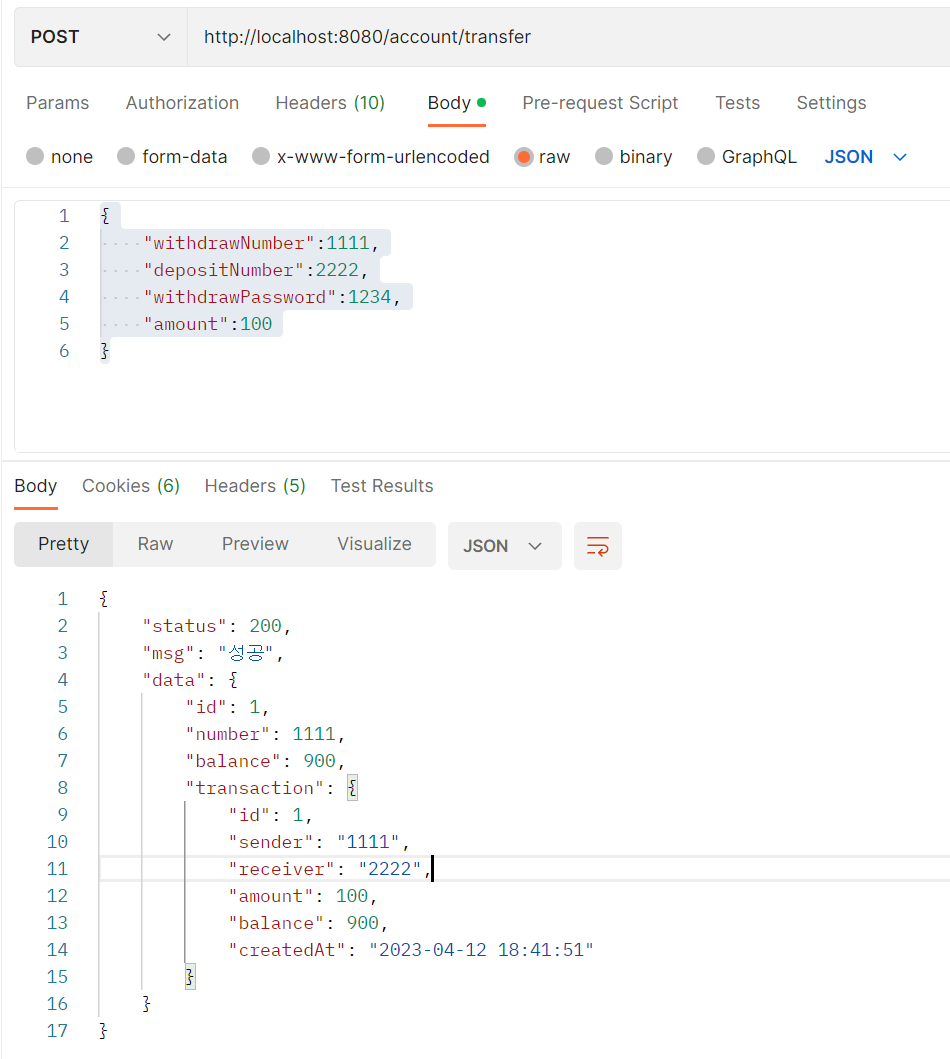 POST http://localhost:8080/account/transfer
Params Authorization Headers (10) Body Pre-request Script Tests Settings
none form-data x-www-form-urlencoded raw binary GraphQL JSON
1 {
2 ····"withdrawNumber":1111,
3 ····"depositNumber":2222,
4 ····"withdrawPassword":1234,
5 ····"amount":100
6 }
Body Cookies (6) Headers (5) Test Results
Pretty Raw Preview Visualize JSON
1 {
2 "status": 200,
3 "msg": "성공",
4 "data": {
5 "id": 1,
6 "number": 1111,
7 "balance": 900,
8 "transaction": {
9 "id": 1,
10 "sender": "1111",
11 "receiver": "2222",
12 "amount": 100,
13 "balance": 900,
14 "createdAt": "2023-04-12 18:41:51"
15 }
16 }
17 }